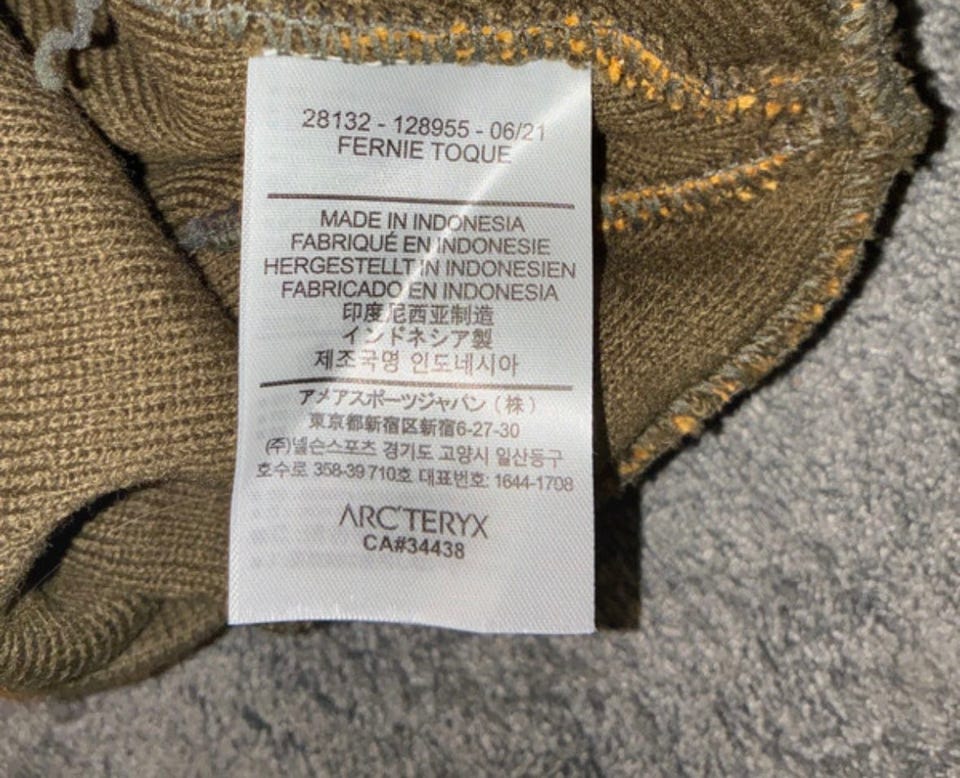 28132 - 128955 - 06/21
FERNIE TOQUE
MADE IN INDONESIA
FABRIQUÉ EN INDONESIE
HERGESTELLT IN INDONESIEN
FABRICADO EN INDONESIA
印度尼西亚制造
インドネシア製
제조국명 인도네시아
アメアスポーツジャパン (株)
東京都新宿区新宿6-27-30
(주)넬슨스포츠 경기도 고양시 일산동구
호수로 358-39 710호 대표번호: 1644-1708
ARC'TERYX
CA#34438